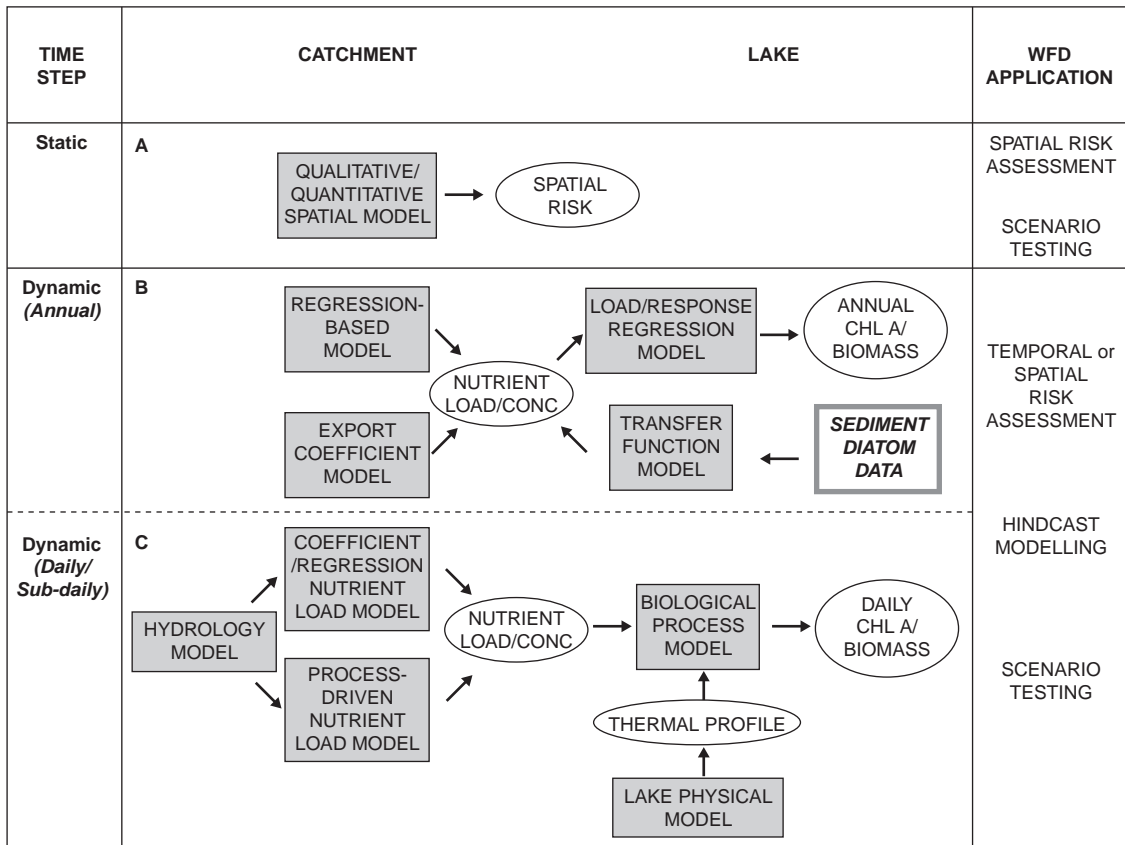 TIME
STEP
CATCHMENT
LAKE
WFD
APPLICATION
Static
A
QUALITATIVE/
QUANTITATIVE
SPATIAL MODEL
SPATIAL
RISK
SPATIAL RISK
ASSESSMENT
SCENARIO
TESTING
Dynamic
(Annual)
B
REGRESSION-
BASED
MODEL
EXPORT
COEFFICIENT
MODEL
NUTRIENT
LOAD/CONC
LOAD/RESPONSE
REGRESSION
MODEL
ANNUAL
CHL A/
BIOMASS
TRANSFER
FUNCTION
MODEL
SEDIMENT
DIATOM
DATA
TEMPORAL or
SPATIAL
RISK
ASSESSMENT
Dynamic
(Daily/
Sub-daily)
C
HYDROLOGY
MODEL
COEFFICIENT
/REGRESSION
NUTRIENT
LOAD MODEL
PROCESS-
DRIVEN
NUTRIENT
LOAD MODEL
NUTRIENT
LOAD/CONC
BIOLOGICAL
PROCESS
MODEL
DAILY
CHL A/
BIOMASS
THERMAL PROFILE
LAKE PHYSICAL
MODEL
HINDCAST
MODELLING
SCENARIO
TESTING